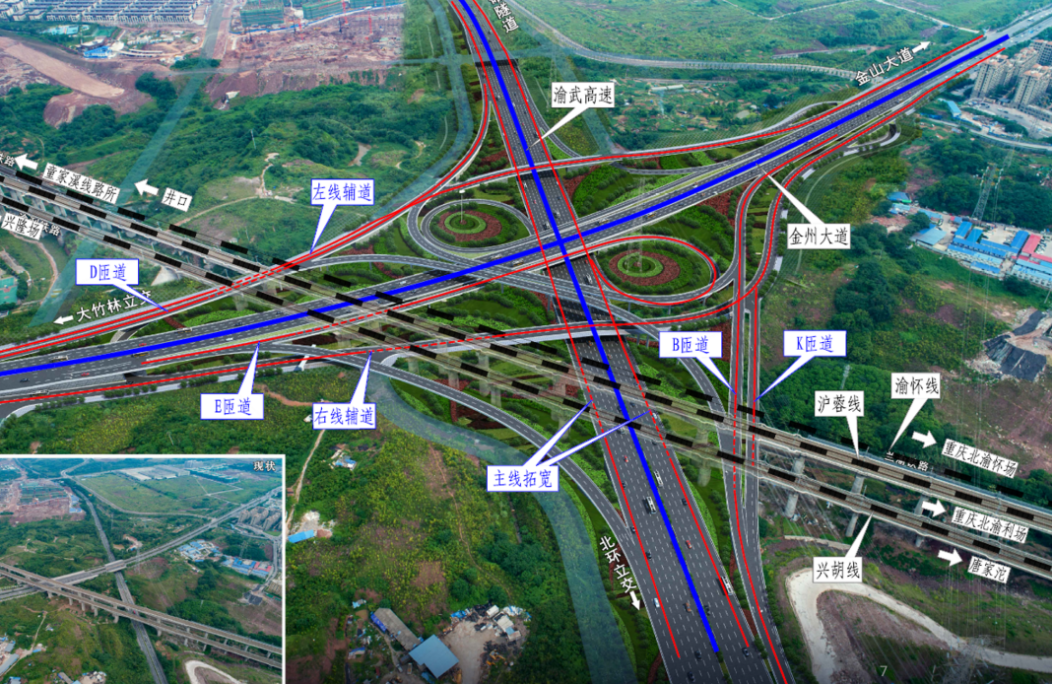 隧道
金山大道
渝武高速
童家溪线路所
井口
左线辅道
兴隆场
金州大道
D匝道
大竹林立交
B匝道
K匝道
渝怀线
沪蓉线
E匝道
右线辅道
重庆北渝怀场
主线拓宽
现状
重庆北渝利场
北环立交
兴胡线
唐家沱
7